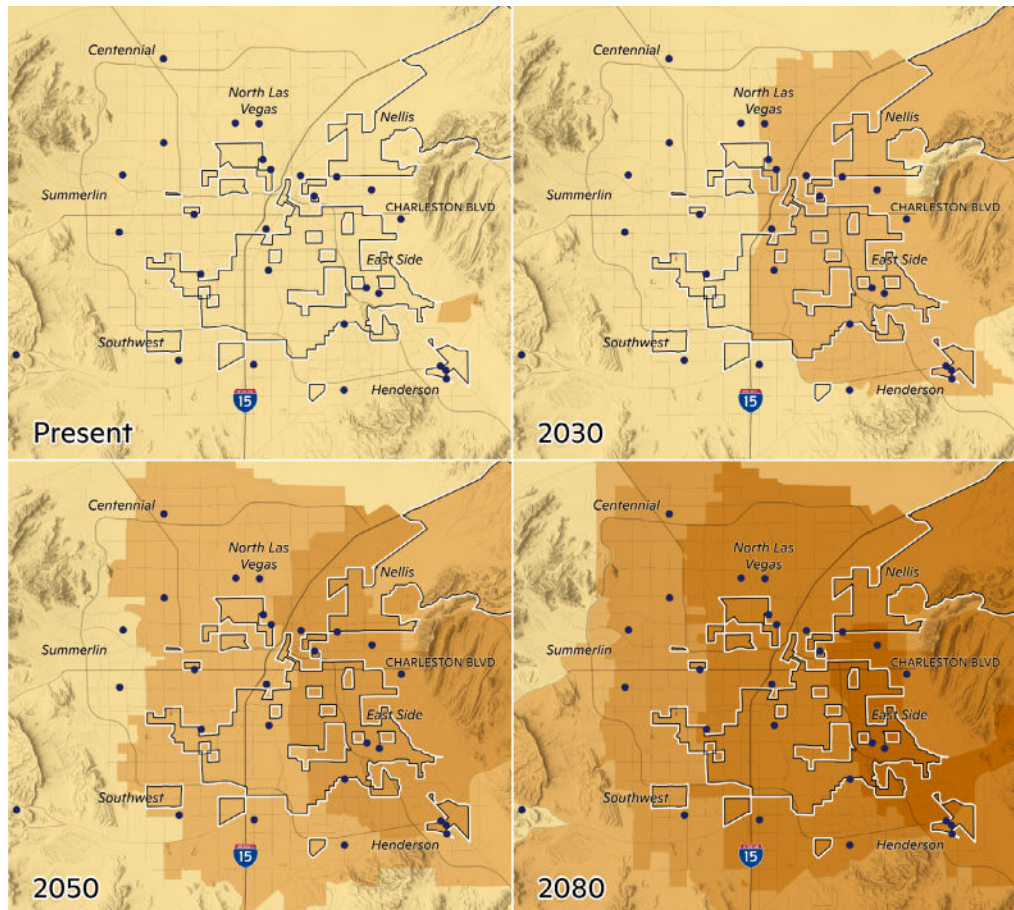 Centennial
North Las
Vegas
Nellis
Summerlin
CHARLESTON BLVD
East Side
Southwest
Henderson
15
Present
Centennial
North Las
Vegas
Nellis
Summerlin
CHARLESTON BLVD
East Side
Southwest
Henderson
15
2030
Centennial
North Las
Vegas
Nellis
Summerlin
CHARLESTON BLVD
East Side
Southwest
Henderson
15
2050
Centennial
North Las
Vegas
Nellis
Summerlin
CHARLESTON BLVD
East Side
Southwest
Henderson
15
2080